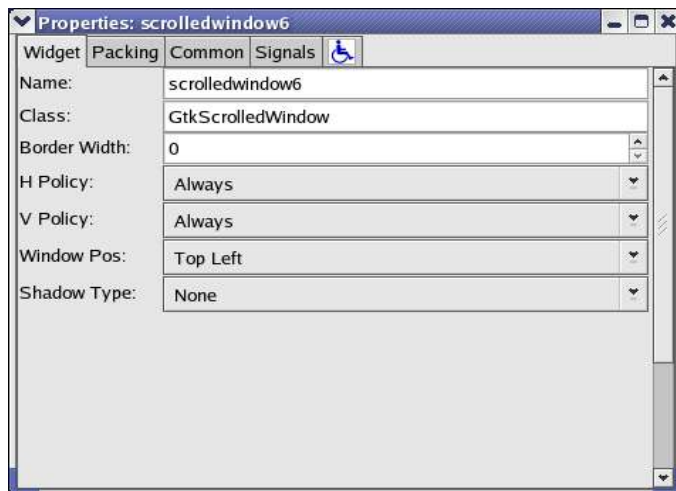 Properties: scrolledwindow6
Widget Packing Common Signals
Name: scrolledwindow6
Class: GtkScrolledWindow
Border Width: 0
H Policy: Always
V Policy: Always
Window Pos: Top Left
Shadow Type: None